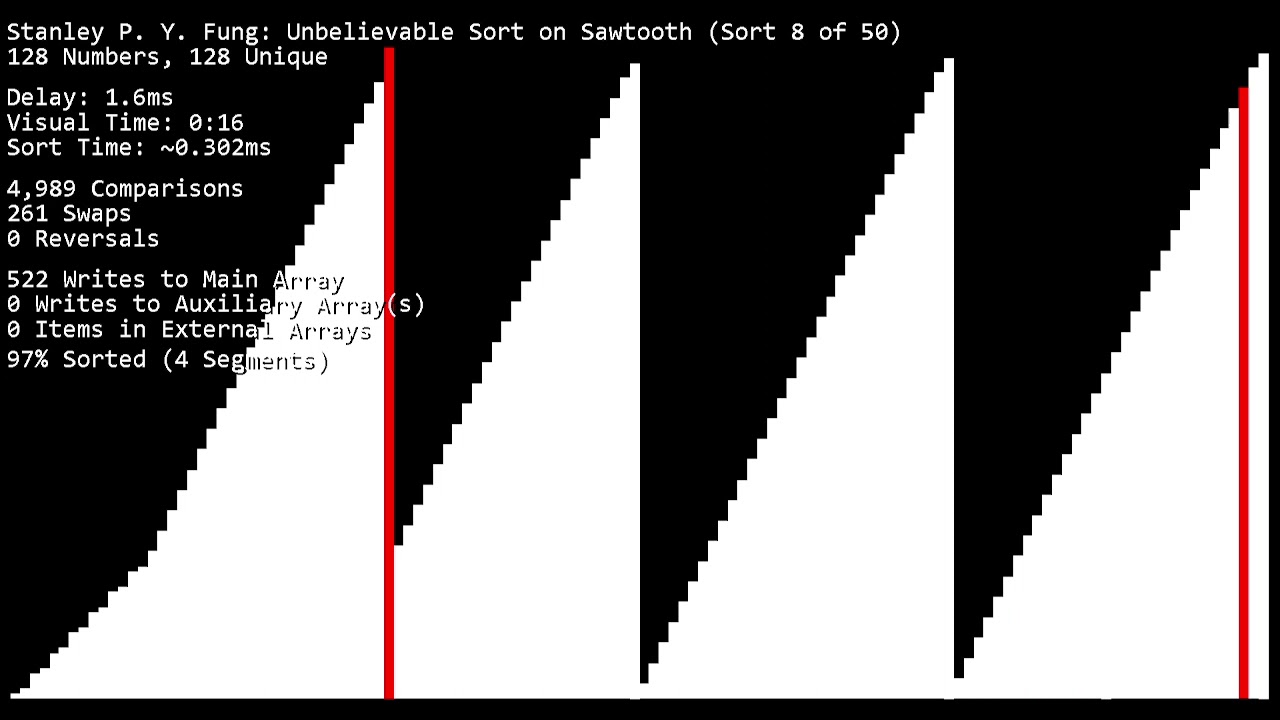 Stanley P. Y. Fung: Unbelievable Sort on Sawtooth (Sort 8 of 50)
128 Numbers, 128 Unique
Delay: 1.6ms
Visual Time: 0:16
Sort Time: ~0.302ms
4,989 Comparisons
261 Swaps
0 Reversals
522 Writes to Main Array
0 Writes to Auxiliary Array(s)
0 Items in External Arrays
97% Sorted (4 Segments)